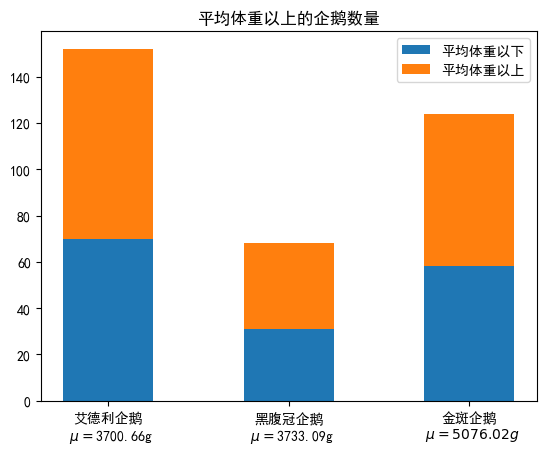 平均体重以上的企鹅数量
平均体重以下
平均体重以上
140
120
100
80
60
40
20
0
艾德利企鹅
μ=3700.66g
黑腹冠企鹅
μ=3733.09g
金斑企鹅
μ=5076.02g